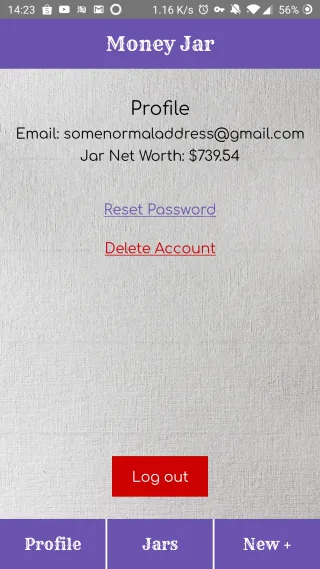 14:23
1.16 K/s
56%
Money Jar
Profile
Email: somenormaladdress@gmail.com
Jar Net Worth: $739.54
Reset Password
Delete Account
Log out
Profile
Jars
New +